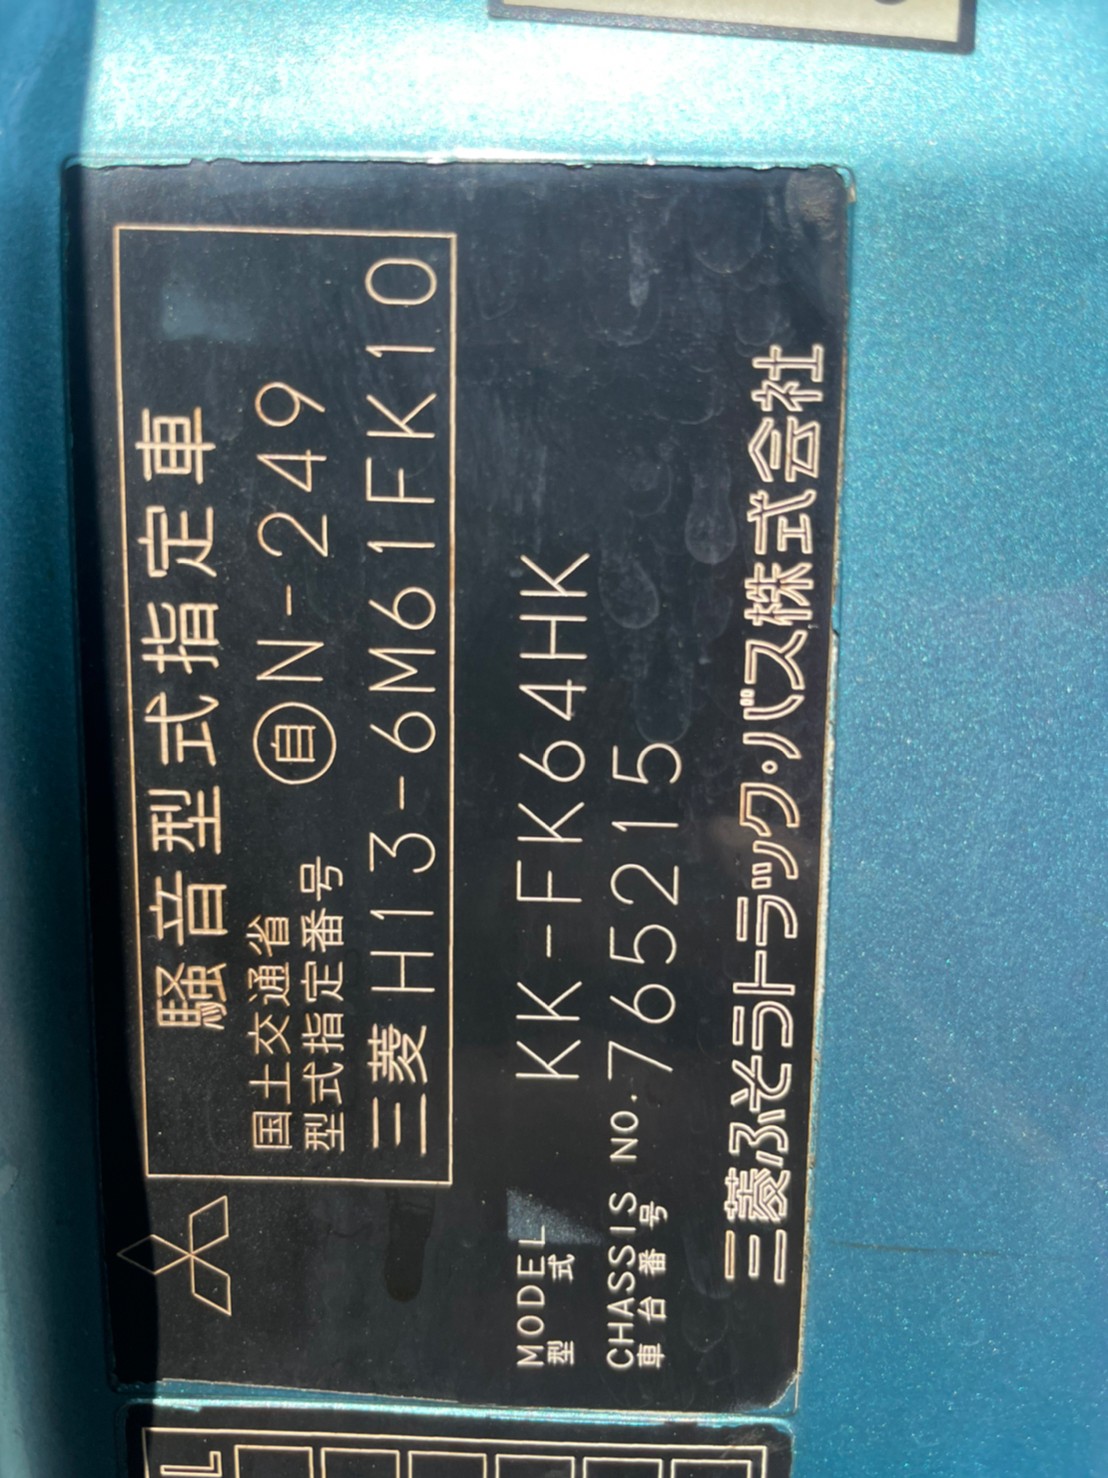 騒音型式指定車
国土交通省
型式指定番号
自 N-249
三菱 H13-6M61FK10
MODEL KK-FK64HK
型式
CHASSIS NO. 765215
車台番号
三菱ふそうトラック・バス株式会社
L